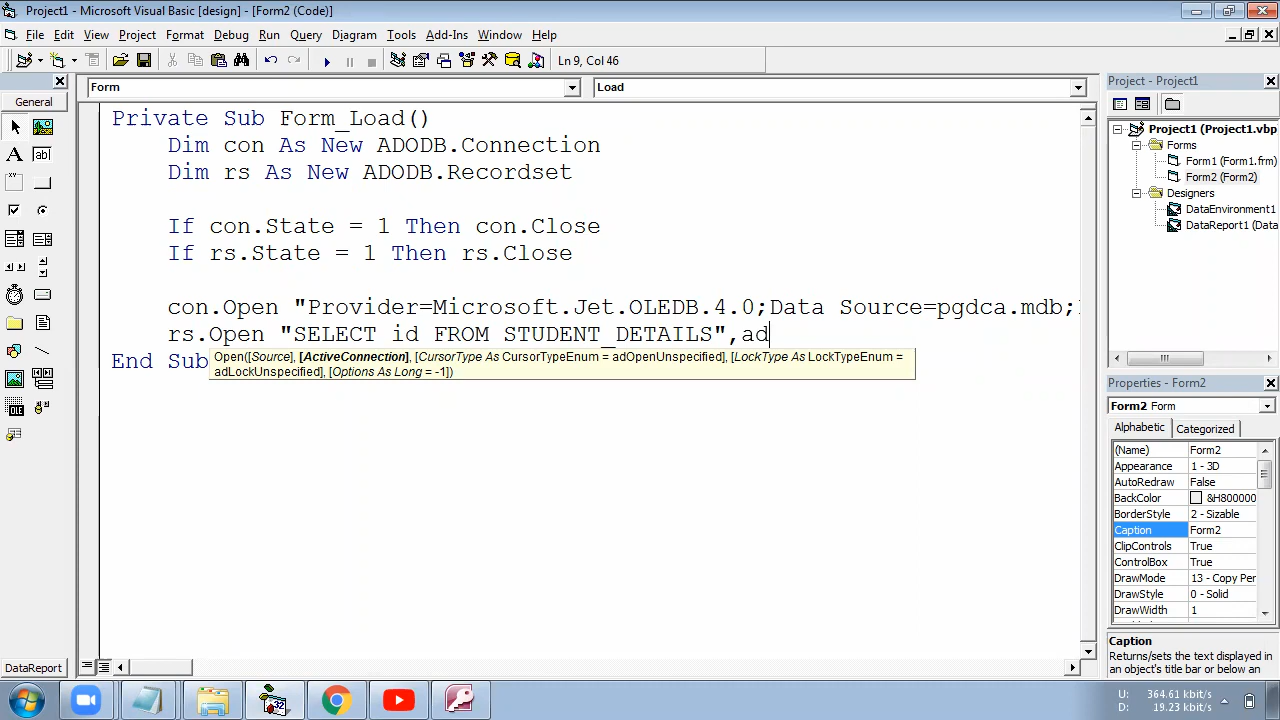 Project1 - Microsoft Visual Basic [design] - [Form2 (Code)]
File Edit View Project Format Debug Run Query Diagram Tools Add-Ins Window Help
Ln 9, Col 46
General
Form
Load
Private Sub Form_Load()
Dim con As New ADODB.Connection
Dim rs As New ADODB.Recordset
If con.State = 1 Then con.Close
If rs.State = 1 Then rs.Close
con.Open "Provider=Microsoft.Jet.OLEDB.4.0;Data Source=pgdca.mdb;
rs.Open "SELECT id FROM STUDENT_DETAILS",ad
Open([Source], [ActiveConnection], [CursorType As CursorTypeEnum = adOpenUnspecified], [LockType As LockTypeEnum =
adLockUnspecified], [Options As Long = -1])
End Sub
DataReport
Project - Project1
Project1 (Project1.vbp
Forms
Form1 (Form1.frm)
Form2 (Form2)
Designers
DataEnvironment1
DataReport1 (Data
Properties - Form2
Form2 Form
Alphabetic Categorized
(Name) Form2
Appearance 1 - 3D
AutoRedraw False
BackColor &H800000
BorderStyle 2 - Sizable
Caption Form2
ClipControls True
ControlBox True
DrawMode 13 - Copy Per
DrawStyle 0 - Solid
DrawWidth 1
Caption
Returns/sets the text displayed in
an object's title bar or below an
U: 364.61 kbit/s
D: 19.23 kbit/s